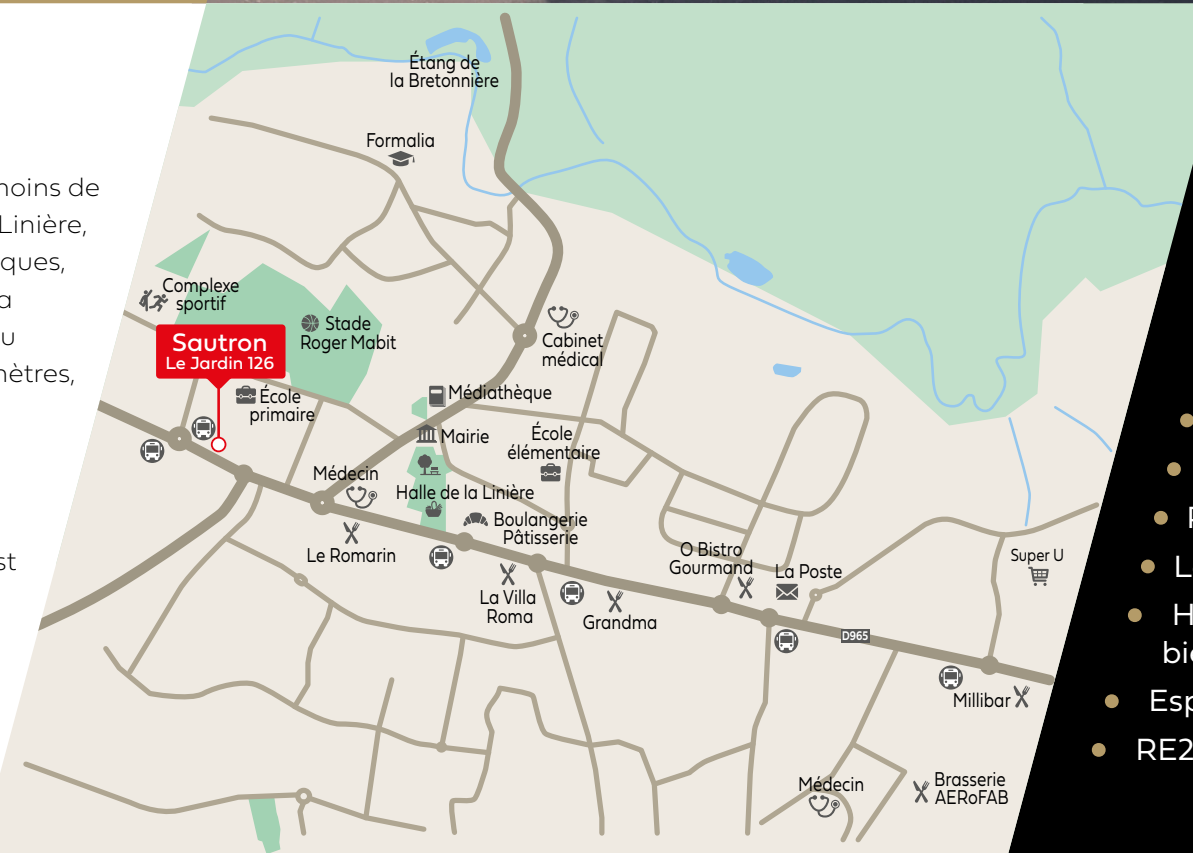 noins de
Linière,
ques,
a
u
nètres,
st
Étang de
la Bretonnière
Formalia
Complexe
sportif
Stade
Roger Mabit
Sautron
Le Jardin 126
Cabinet
médical
École
primaire
Médiathèque
Mairie
École
élémentaire
Médecin
Halle de la Linière
Boulangerie
Pâtisserie
Le Romarin
O Bistro
Gourmand
La Poste
Super U
La Villa
Roma
Grandma
D965
Millibar
Médecin
Brasserie
AERoFAB
L
H
bi
Esp
RE2